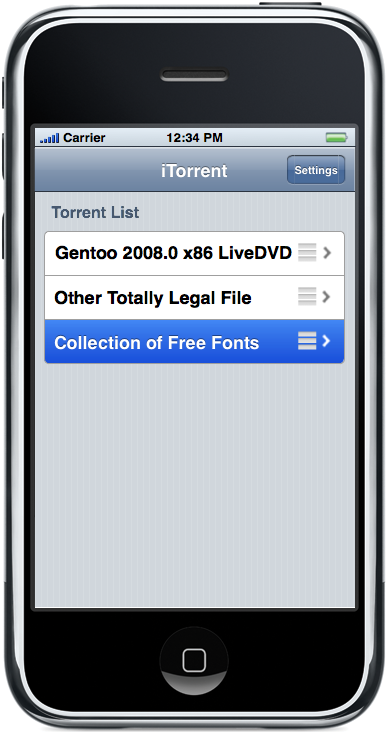 Carrier 12:34 PM
iTorrent Settings
Torrent List
Gentoo 2008.0 x86 LiveDVD
Other Totally Legal File
Collection of Free Fonts